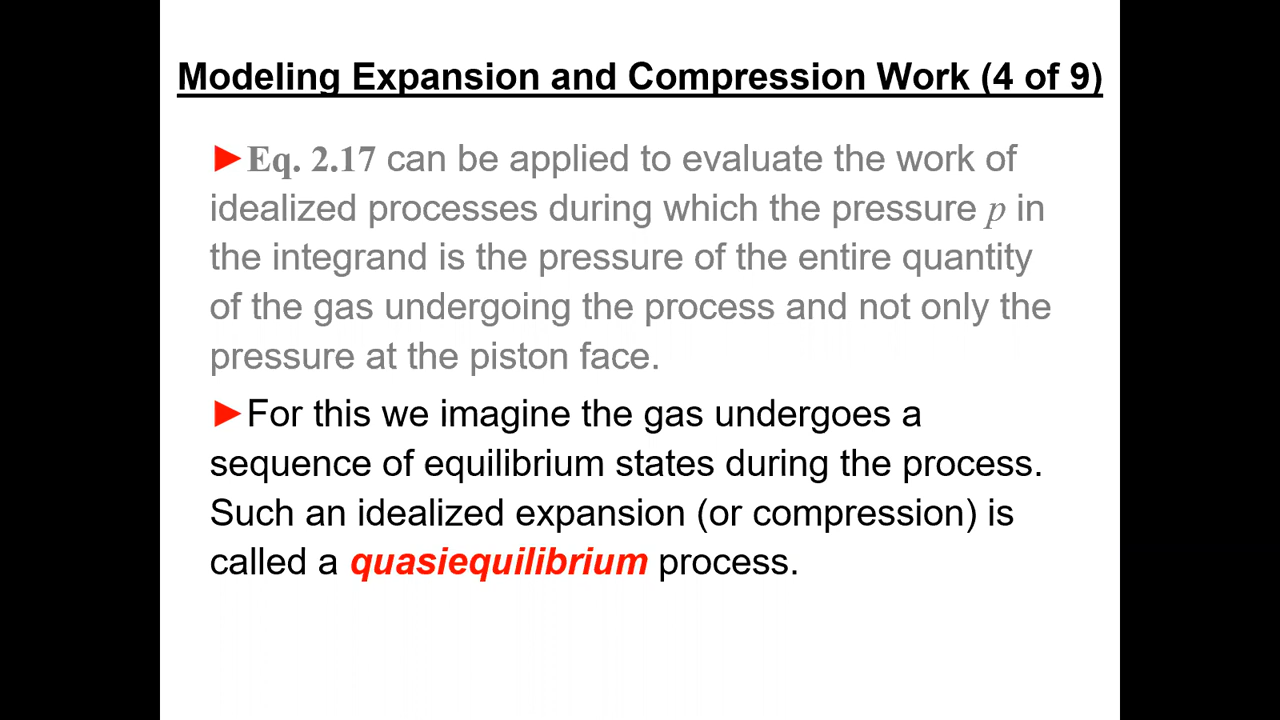 Modeling Expansion and Compression Work (4 of 9)
►Eq. 2.17 can be applied to evaluate the work of
idealized processes during which the pressure p in
the integrand is the pressure of the entire quantity
of the gas undergoing the process and not only the
pressure at the piston face.
►For this we imagine the gas undergoes a
sequence of equilibrium states during the process.
Such an idealized expansion (or compression) is
called a quasiequilibrium process.